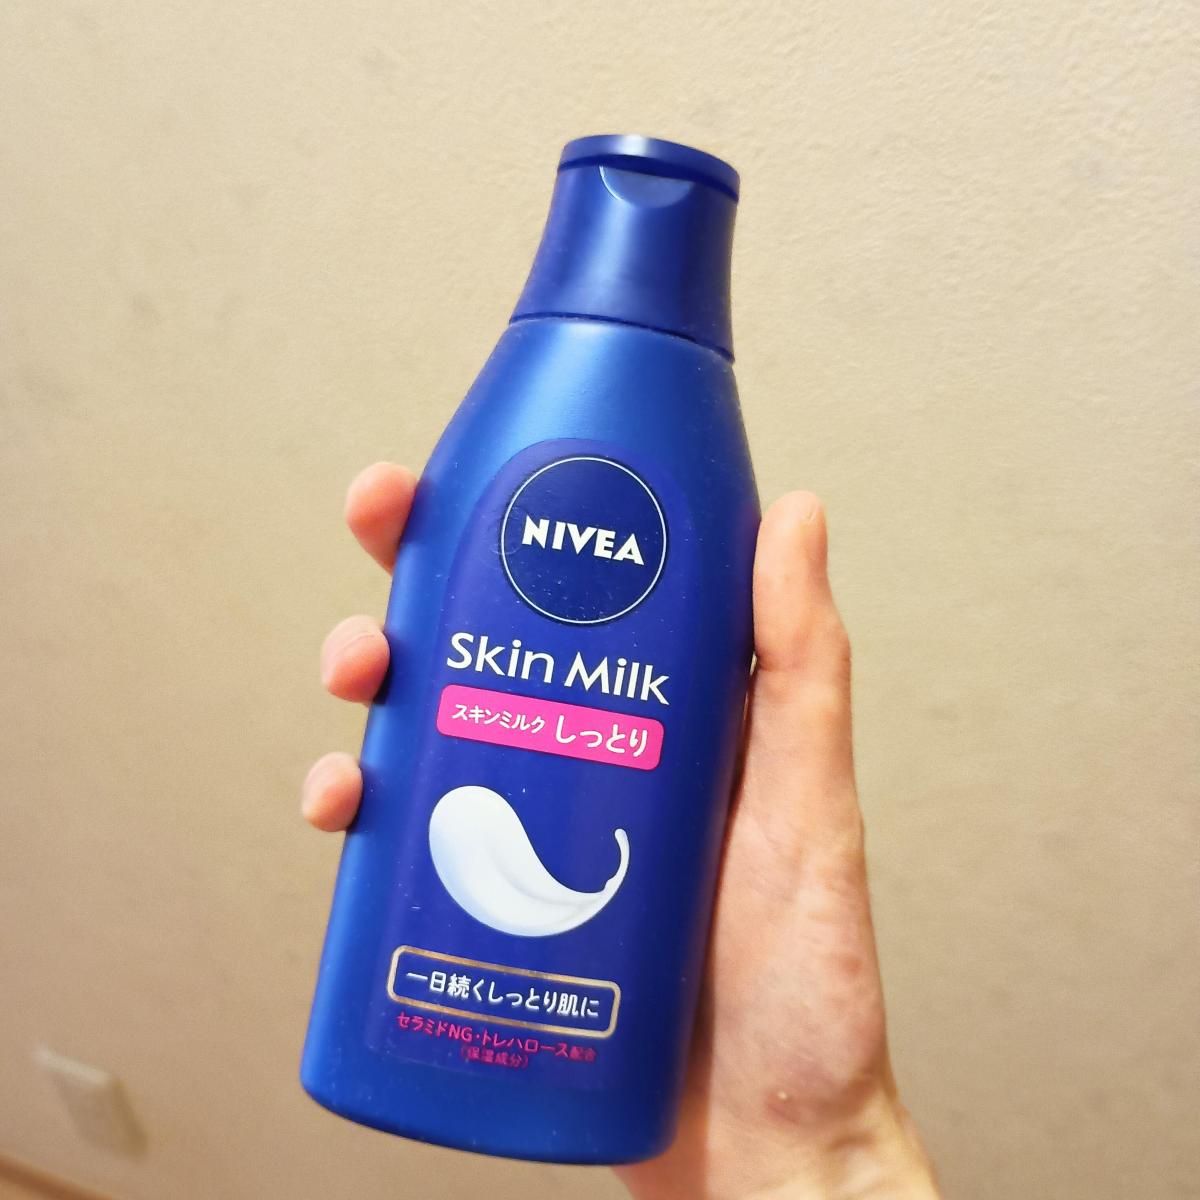 NIVEA
Skin Milk
スキンミルク しっとり
一日続くしっとり肌に
セラミドNG・トレハロース配合
(保湿成分)